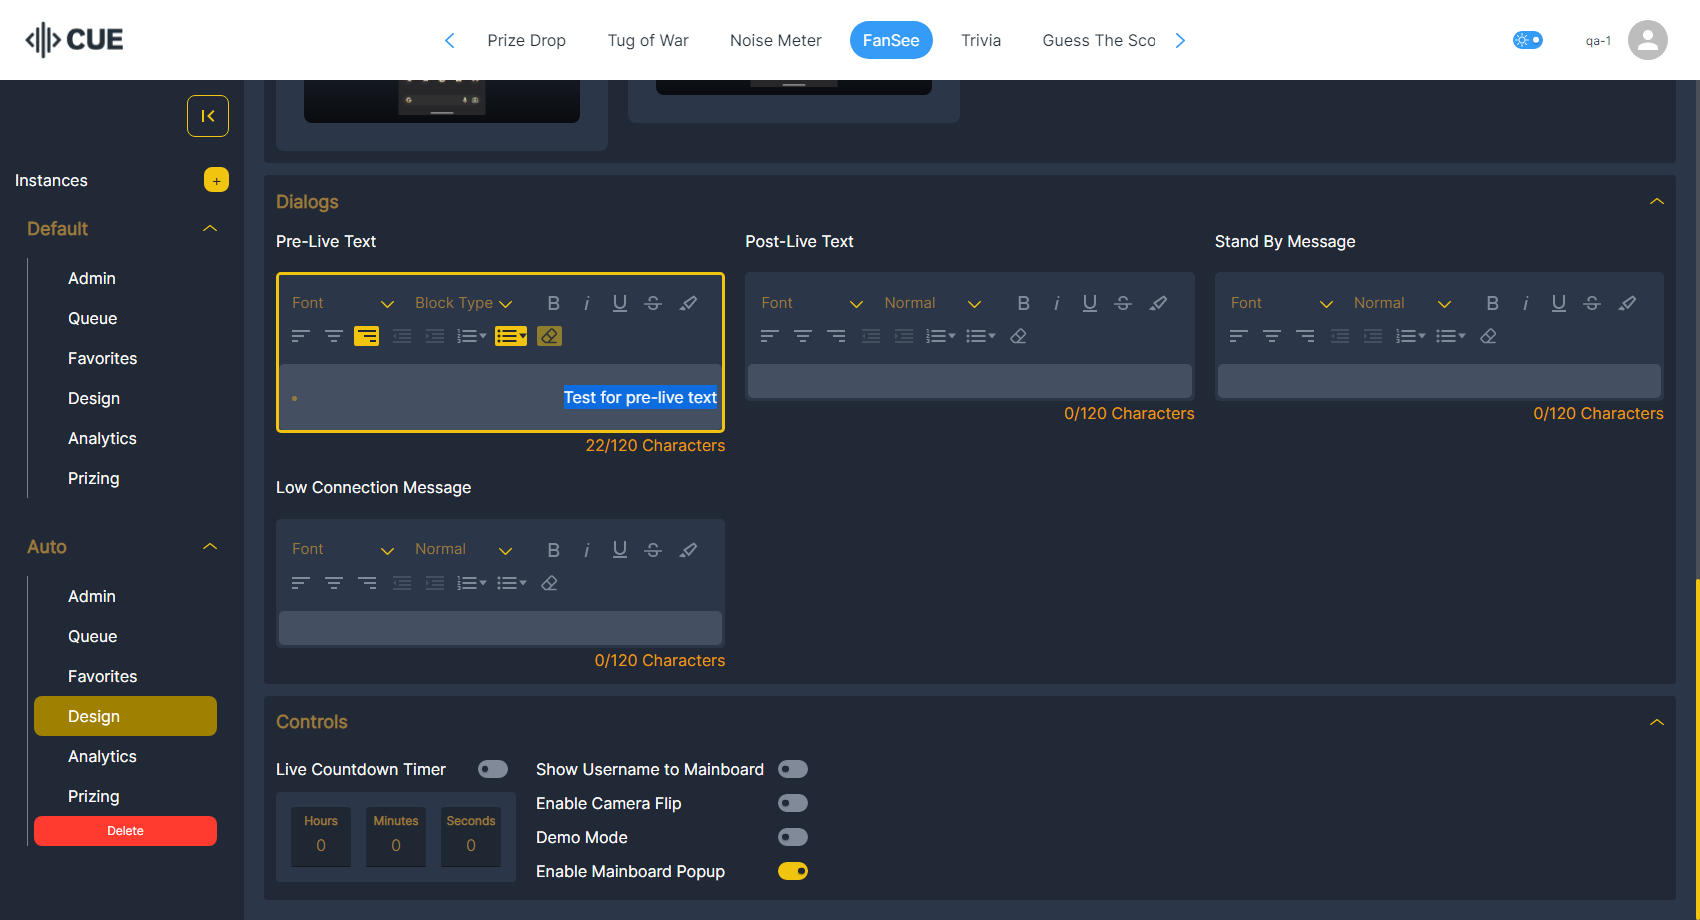 CUE
Prize Drop
Tug of War
Noise Meter
FanSee
Trivia
Guess The Sco
qa-1
Instances
+
Default
Admin
Queue
Favorites
Design
Analytics
Prizing
Auto
Admin
Queue
Favorites
Design
Analytics
Prizing
Delete
Dialogs
Pre-Live Text
Font
Block Type
B i U S
Test for pre-live text
22/120 Characters
Post-Live Text
Font
Normal
B i U S
0/120 Characters
Stand By Message
Font
Normal
B i U S
0/120 Characters
Low Connection Message
Font
Normal
B i U S
0/120 Characters
Controls
Live Countdown Timer
Hours
0
Minutes
0
Seconds
0
Show Username to Mainboard
Enable Camera Flip
Demo Mode
Enable Mainboard Popup